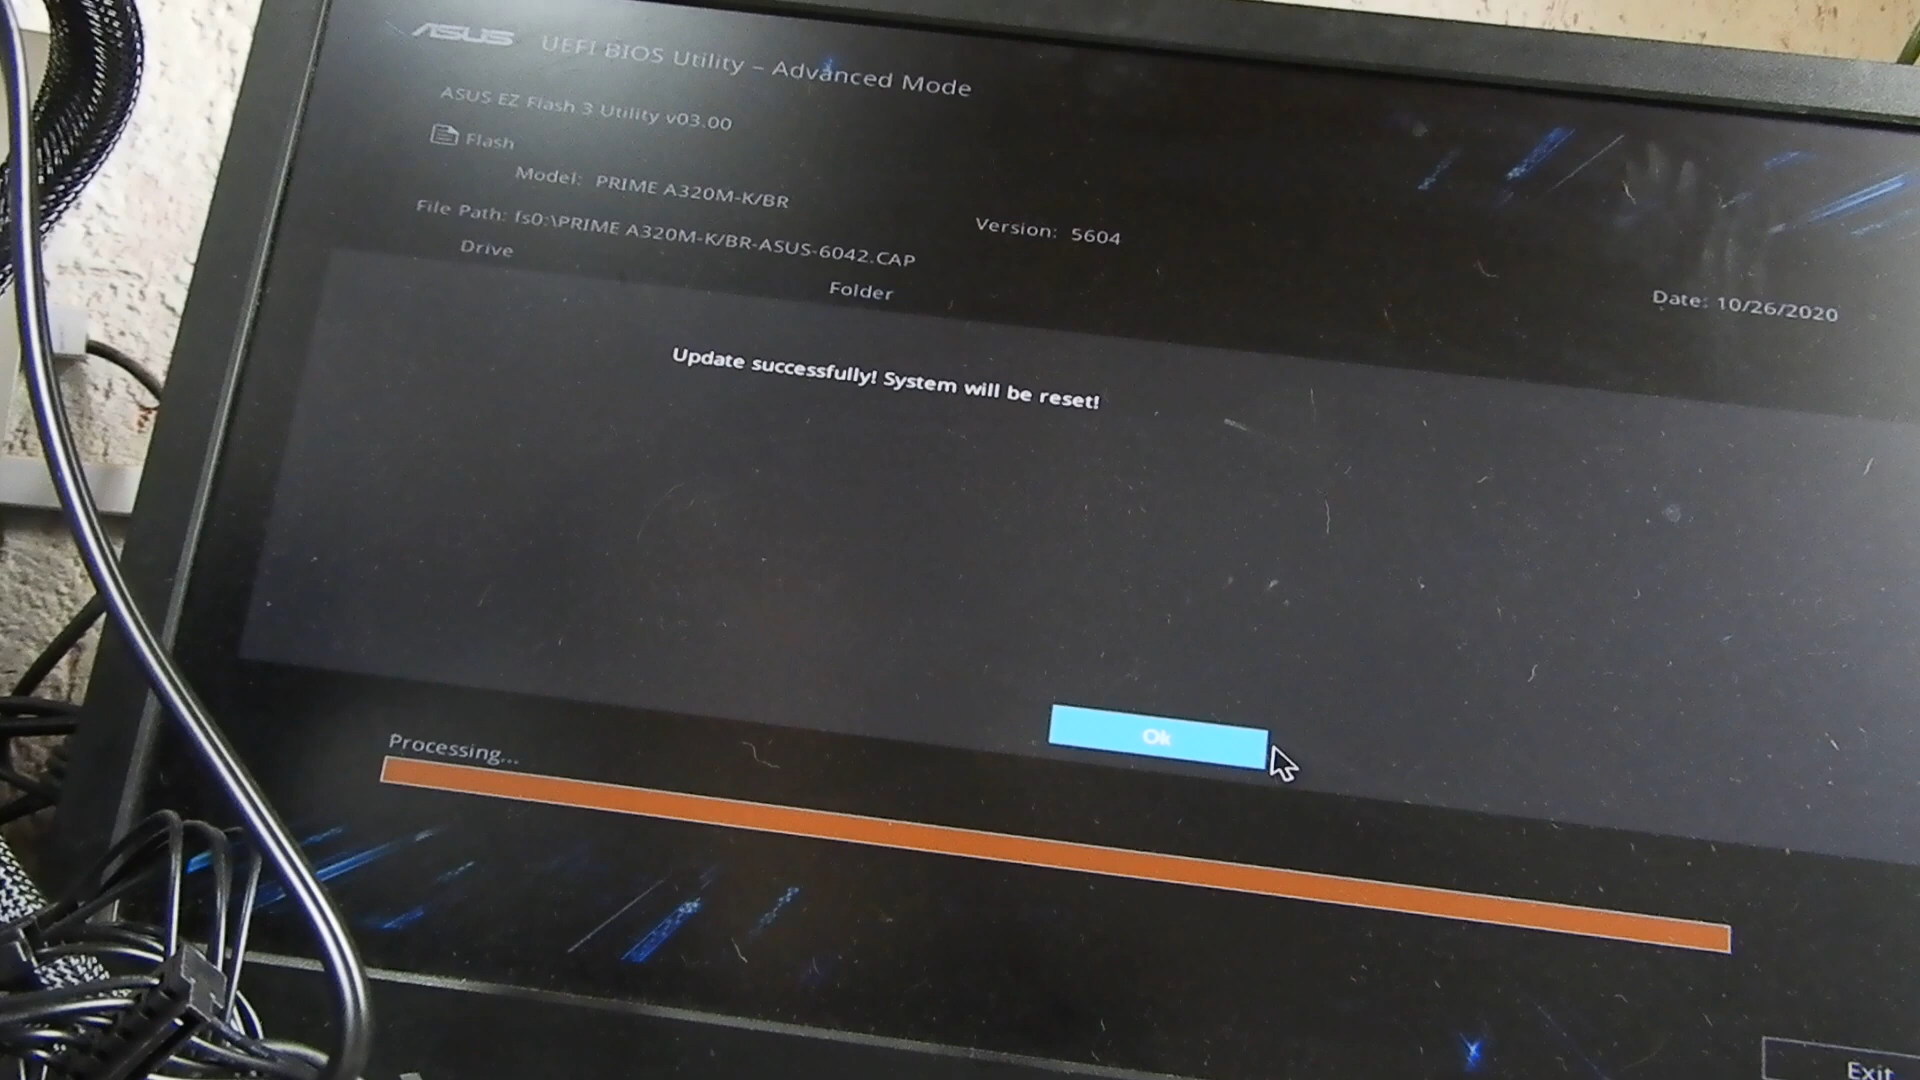 ASUS UEFI BIOS Utility – Advanced Mode
ASUS EZ Flash 3 Utility v03.00
Flash
Model: PRIME A320M-K/BR
Version: 5604
Date: 10/26/2020
File Path: fs0:\PRIME A320M-K/BR-ASUS-6042.CAP
Drive
Folder
Update successfully! System will be reset!
Ok
Processing...
Exit